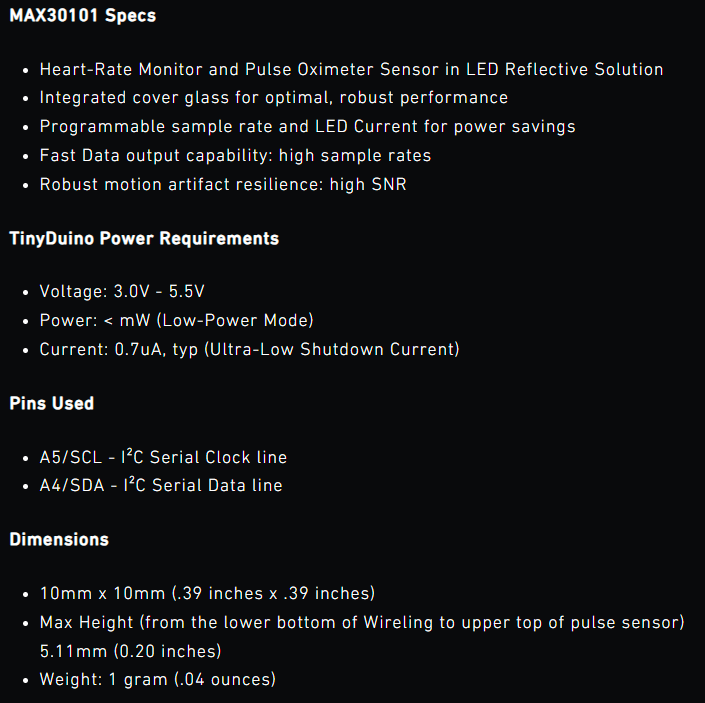 MAX30101 Specs
• Heart-Rate Monitor and Pulse Oximeter Sensor in LED Reflective Solution
• Integrated cover glass for optimal, robust performance
• Programmable sample rate and LED Current for power savings
• Fast Data output capability: high sample rates
• Robust motion artifact resilience: high SNR
TinyDuino Power Requirements
• Voltage: 3.0V - 5.5V
• Power: < mW (Low-Power Mode)
• Current: 0.7uA, typ (Ultra-Low Shutdown Current)
Pins Used
• A5/SCL - I²C Serial Clock line
• A4/SDA - I²C Serial Data line
Dimensions
• 10mm x 10mm (.39 inches x .39 inches)
• Max Height (from the lower bottom of Wireling to upper top of pulse sensor)
5.11mm (0.20 inches)
• Weight: 1 gram (.04 ounces)